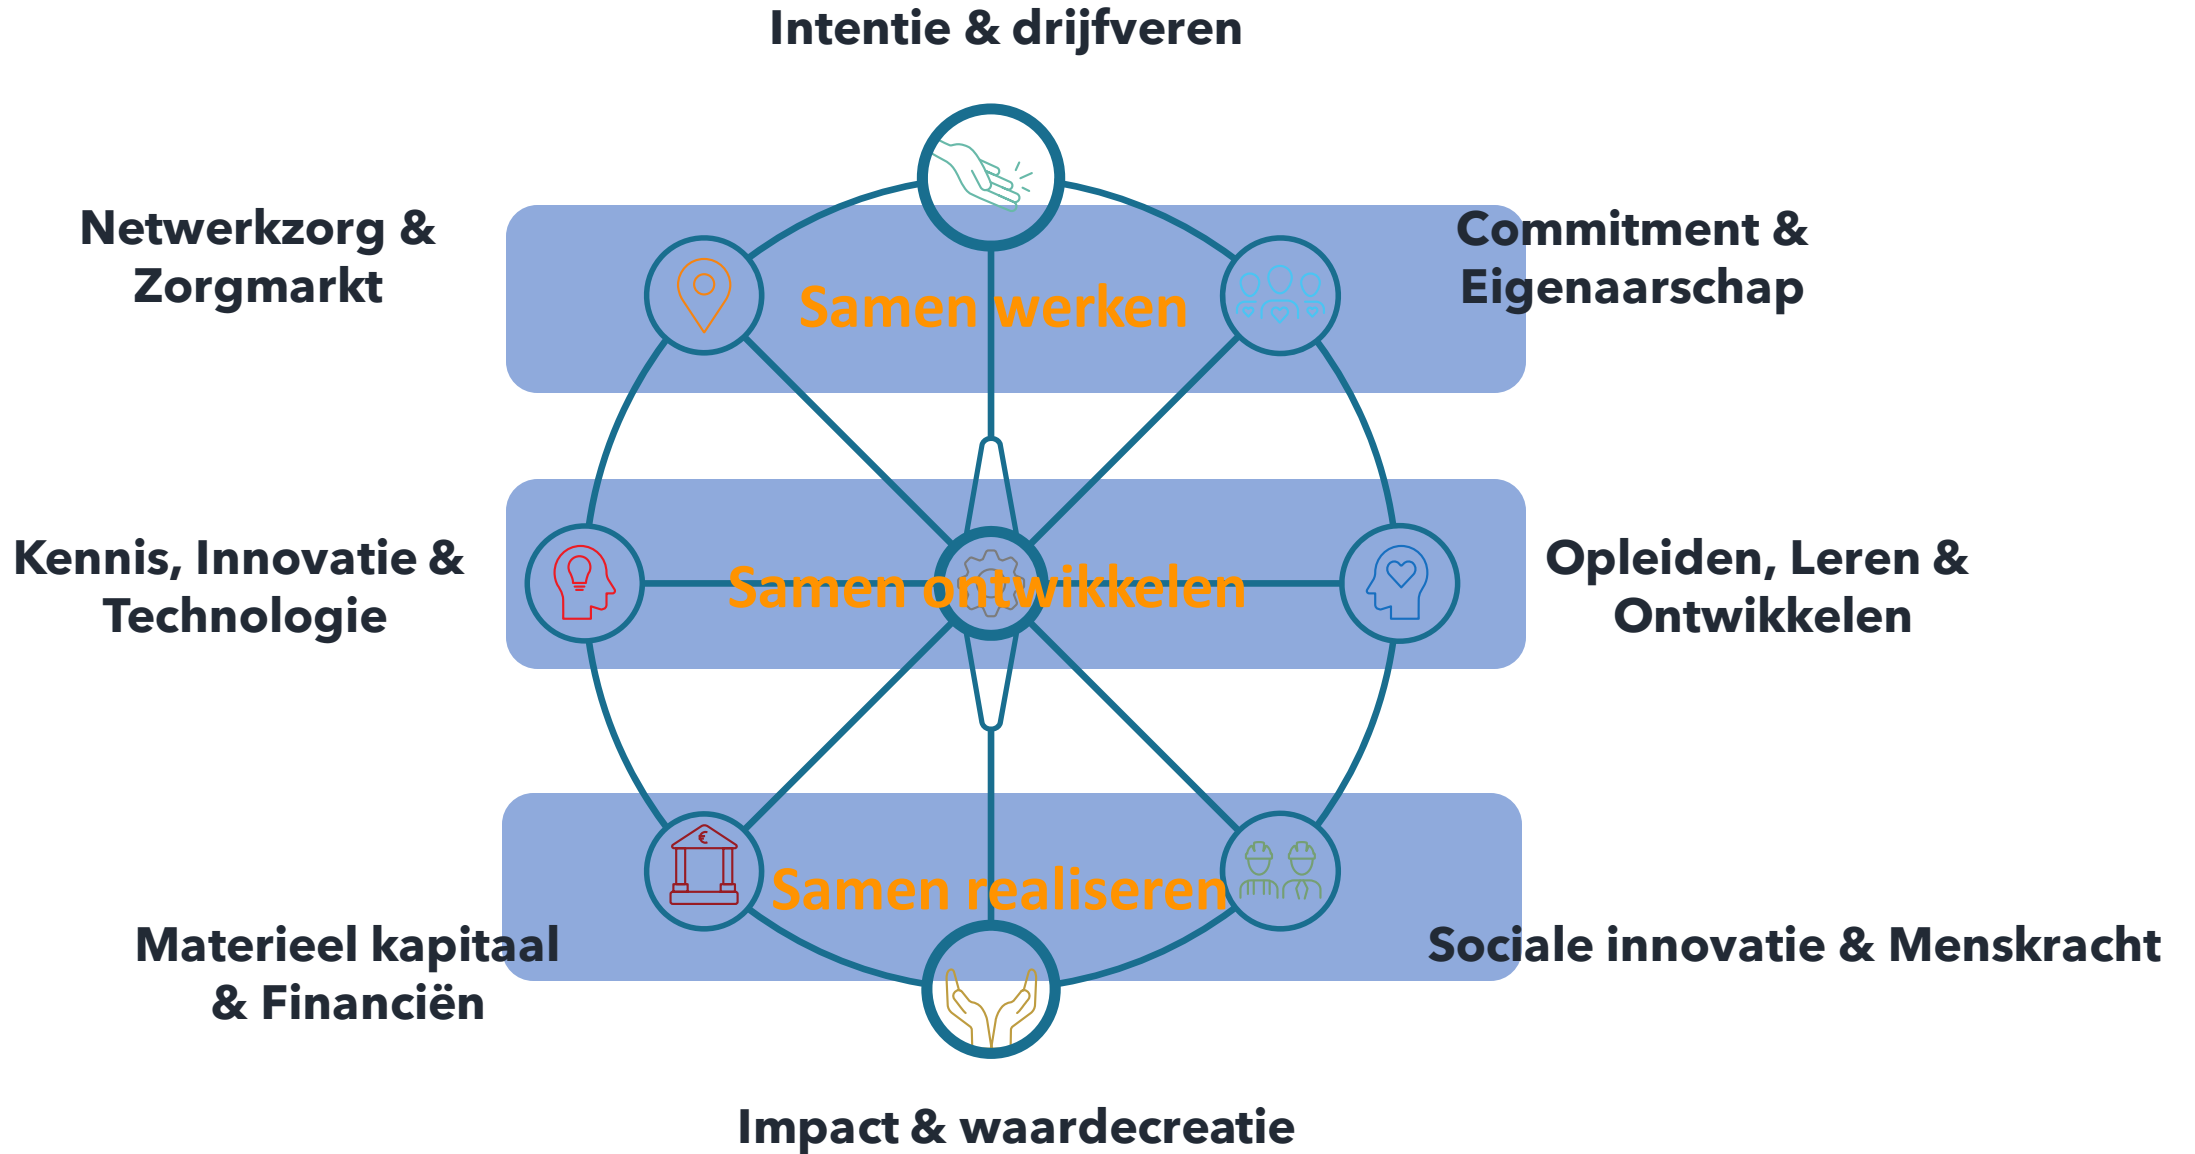 Intentie & drijfveren
Netwerkzorg &
Zorgmarkt
Commitment &
Eigenaarschap
Samen werken
Kennis, Innovatie &
Technologie
Samen ontwikkelen
Opleiden, Leren &
Ontwikkelen
€
Samen realiseren
Materieel kapitaal
& Financiën
Sociale innovatie & Menskracht
Impact & waardecreatie